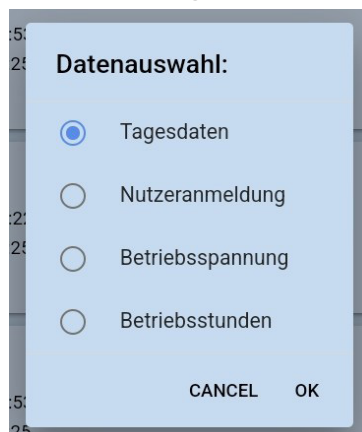 Datenauswahl:
Tagesdaten
Nutzeranmeldung
Betriebsspannung
Betriebsstunden
CANCEL OK